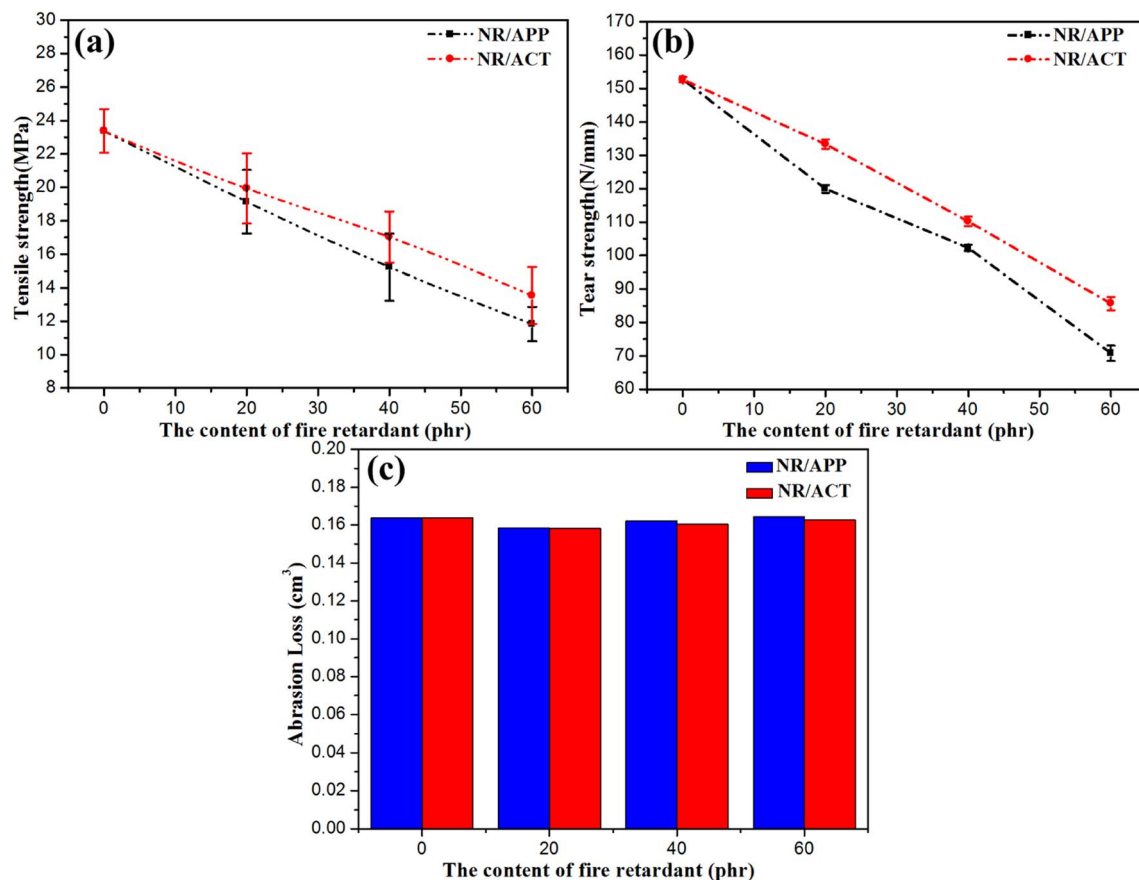 (a)
NR/APP
NR/ACT
Tensile strength(MPa)
30
28
26
24
22
20
18
16
14
12
10
8
0 10 20 30 40 50 60
The content of fire retardant (phr)
(b)
NR/APP
NR/ACT
Tear strength(N/mm)
170
160
150
140
130
120
110
100
90
80
70
60
0 20 40 60
The content of fire retardant (phr)
(c)
NR/APP
NR/ACT
Abrasion Loss (cm³)
0.20
0.18
0.16
0.14
0.12
0.10
0.08
0.06
0.04
0.02
0.00
0 20 40 60
The content of fire retardant (phr)